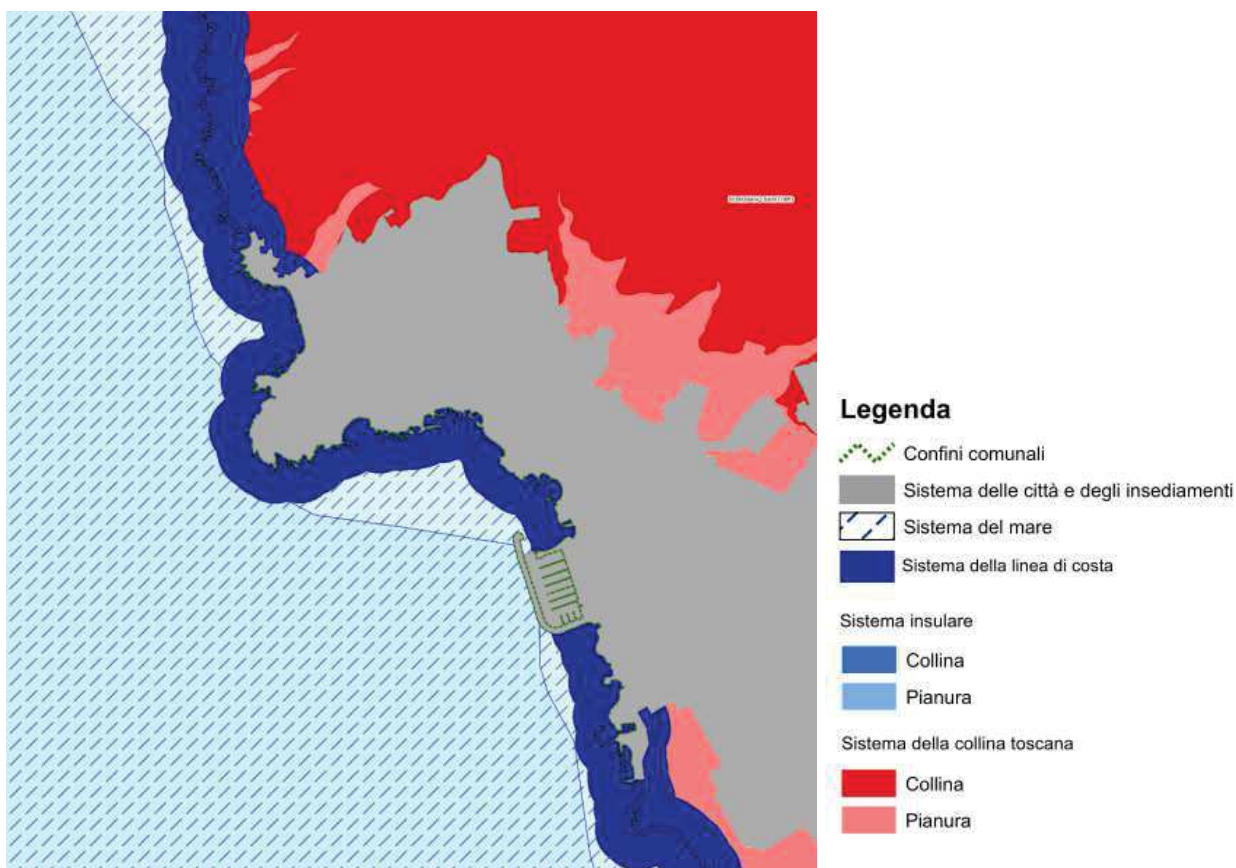 Legenda
Confini comunali
Sistema delle città e degli insediamenti
Sistema del mare
Sistema della linea di costa
Sistema insulare
Collina
Pianura
Sistema della collina toscana
Collina
Pianura